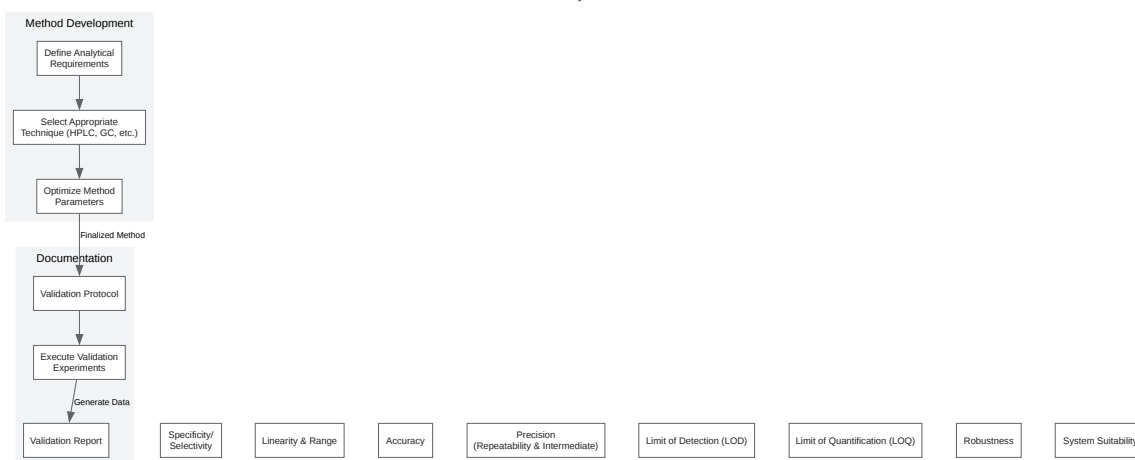 Method Development
Define Analytical
Requirements
Select Appropriate
Technique (HPLC, GC, etc.)
Optimize Method
Parameters
Finalized Method
Documentation
Validation Protocol
Execute Validation
Experiments
Generate Data
Validation Report
Specificity/
Selectivity
Linearity & Range
Accuracy
Precision
(Repeatability & Intermediate)
Limit of Detection (LOD)
Limit of Quantification (LOQ)
Robustness
System Suitability